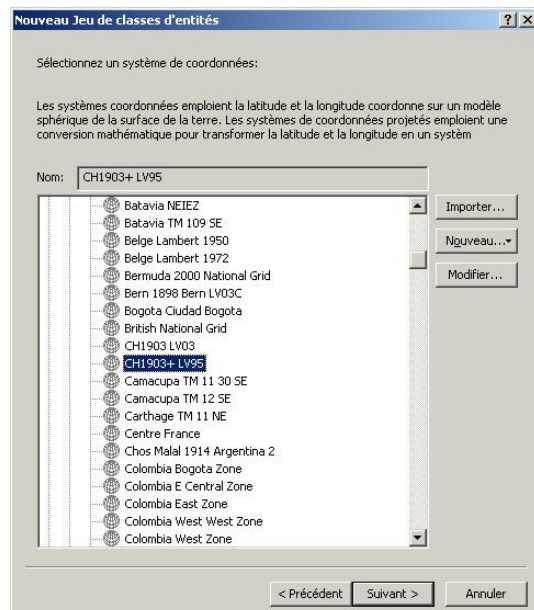 Nouveau Jeu de classes d'entités
Sélectionnez un système de coordonnées:
Les systèmes coordonnées emploient la latitude et la longitude coordonne sur un modèle
sphérique de la surface de la terre. Les systèmes de coordonnées projetés emploient une
conversion mathématique pour transformer la latitude et la longitude en un systèm
Nom: CH1903+ LV95
Batavia NEIEZ
Batavia TM 109 SE
Belge Lambert 1950
Belge Lambert 1972
Bermuda 2000 National Grid
Bern 1898 Bern LV03C
Bogota Ciudad Bogota
British National Grid
CH1903 LV03
CH1903+ LV95
Camacupa TM 11 30 SE
Camacupa TM 12 SE
Carthage TM 11 NE
Centre France
Chos Malal 1914 Argentina 2
Colombia Bogota Zone
Colombia E Central Zone
Colombia East Zone
Colombia West West Zone
Colombia West Zone
Importer...
Nouveau...
Modifier...
< Précédent
Suivant >
Annuler